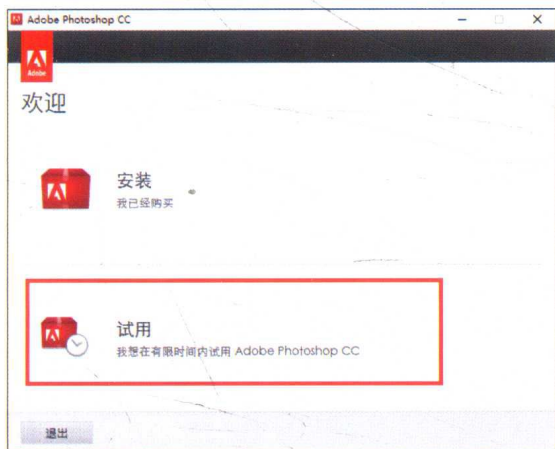 Adobe Photoshop CC
Adobe
欢迎
安装
我已经购买
试用
我想在有限时间内试用 Adobe Photoshop CC
退出